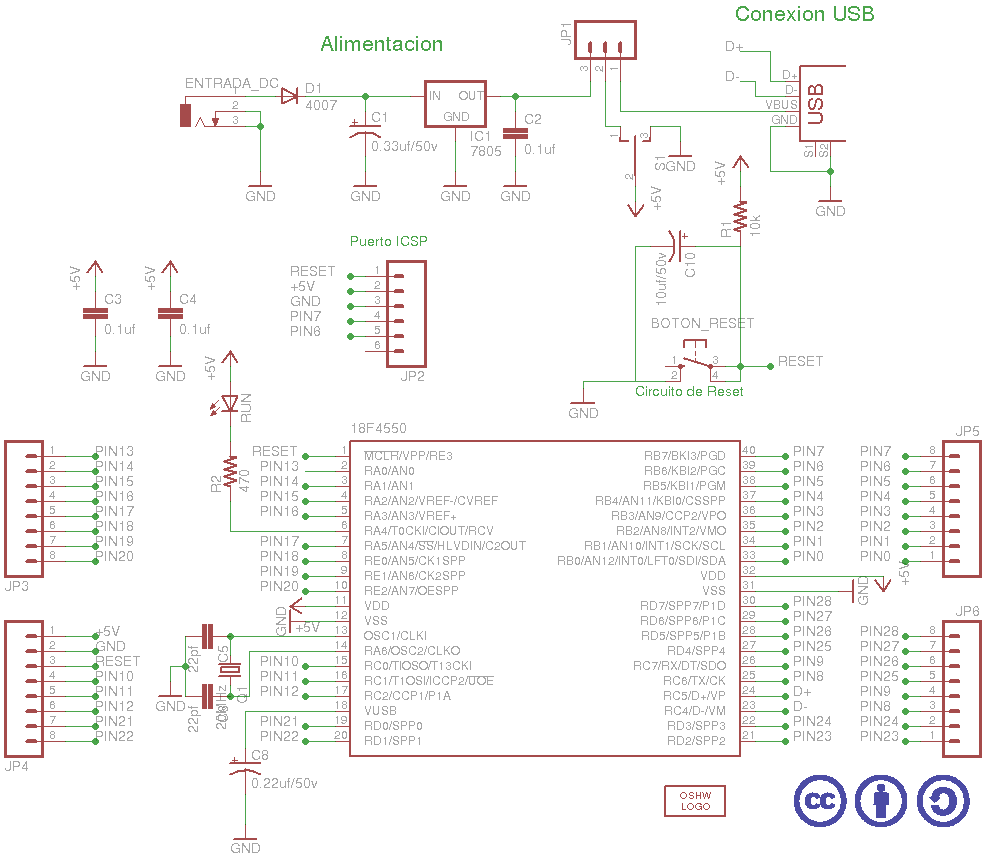 Conexion USB
Alimentacion
JP1
3
2
1
D+
D-
D+
D-
VBUS
GND
USB
S1
S2
GND
ENTRADA_DC
1
2
3
GND
D1
4007
C1
0.33uf/50v
GND
IN
OUT
GND
IC1
7805
GND
C2
0.1uf
GND
1
3
2
S1
GND
+5V
+5V
R1
10k
C10
10uf/50v
BOTON_RESET
1
3
2
4
RESET
GND
Circuito de Reset
Puerto ICSP
RESET
+5V
GND
PIN7
PIN6
1
2
3
4
5
6
JP2
+5V
C3
0.1uf
GND
+5V
C4
0.1uf
GND
+5V
RUN
R2
470
1 PIN13
2 PIN14
3 PIN15
4 PIN16
5 PIN17
6 PIN18
7 PIN19
8 PIN20
JP3
1 +5V
2 GND
3 RESET
4 PIN10
5 PIN11
6 PIN12
7 PIN21
8 PIN22
JP4
18F4550
RESET 1 MCLR/VPP/RE3
PIN13 2 RA0/AN0
PIN14 3 RA1/AN1
PIN15 4 RA2/AN2/VREF-/CVREF
PIN16 5 RA3/AN3/VREF+
6 RA4/T0CKI/CIOUT/RCV
PIN17 7 RA5/AN4/SS/HLVDIN/C2OUT
PIN18 8 RE0/AN5/CK1SPP
PIN19 9 RE1/AN6/CK2SPP
PIN20 10 RE2/AN7/OESPP
11 VDD
12 VSS
GND
+5V
13 OSC1/CLKI
14 RA6/OSC2/CLKO
PIN10 15 RC0/TIOSO/T13CKI
PIN11 16 RC1/T1OSI/ICCP2/UOE
PIN12 17 RC2/CCP1/P1A
18 VUSB
PIN21 19 RD0/SPP0
PIN22 20 RD1/SPP1
C5
22pf
22pf
Q1
GND
C8
0.22uf/50v
GND
RB7/BKI3/PGD 40 PIN7
RB6/KBI2/PGC 39 PIN6
RB5/KBI1/PGM 38 PIN5
RB4/AN11/KBI0/CSSPP 37 PIN4
RB3/AN9/CCP2/VPO 36 PIN3
RB2/AN8/INT2/VMO 35 PIN2
RB1/AN10/INT1/SCK/SCL 34 PIN1
RB0/AN12/INT0/LFT0/SDI/SDA 33 PIN0
VDD 32
VSS 31
+5V
GND
RD7/SPP7/P1D 30 PIN28
RD6/SPP6/P1C 29 PIN27
RD5/SPP5/P1B 28 PIN26
RD4/SPP4 27 PIN25
RC7/RX/DT/SDO 26 PIN9
RC6/TX/CK 25 PIN8
RC5/D+/VP 24 D+
RC4/D-/VM 23 D-
RD3/SPP3 22 PIN24
RD2/SPP2 21 PIN23
JP5
PIN7 8
PIN6 7
PIN5 6
PIN4 5
PIN3 4
PIN2 3
PIN1 2
PIN0 1
JP6
PIN28 8
PIN27 7
PIN26 6
PIN25 5
PIN9 4
PIN8 3
PIN24 2
PIN23 1
OSHW
LOGO
cc